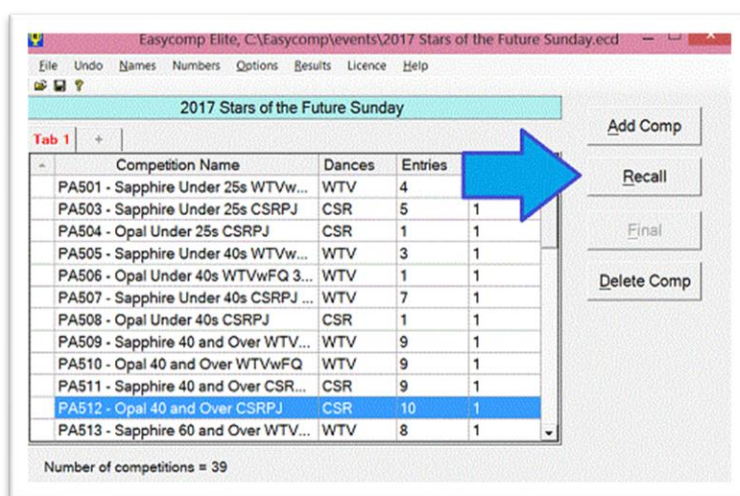 Easycomp Elite, C:\Easycomp\events\2017 Stars of the Future Sunday.ecd
File Undo Names Numbers Options Results Licence Help
2017 Stars of the Future Sunday
Tab 1 +
Competition Name Dances Entries
PA501 - Sapphire Under 25s WTVw... WTV 4
PA503 - Sapphire Under 25s CSRPJ CSR 5 1
PA504 - Opal Under 25s CSRPJ CSR 1 1
PA505 - Sapphire Under 40s WTVw... WTV 3 1
PA506 - Opal Under 40s WTVwFQ 3... WTV 1 1
PA507 - Sapphire Under 40s CSRPJ ... WTV 7 1
PA508 - Opal Under 40s CSRPJ CSR 1 1
PA509 - Sapphire 40 and Over WTV... WTV 9 1
PA510 - Opal 40 and Over WTVwFQ WTV 9 1
PA511 - Sapphire 40 and Over CSR... CSR 9 1
PA512 - Opal 40 and Over CSRPJ CSR 10 1
PA513 - Sapphire 60 and Over WTV... WTV 8 1
Number of competitions = 39
Add Comp
Recall
Final
Delete Comp